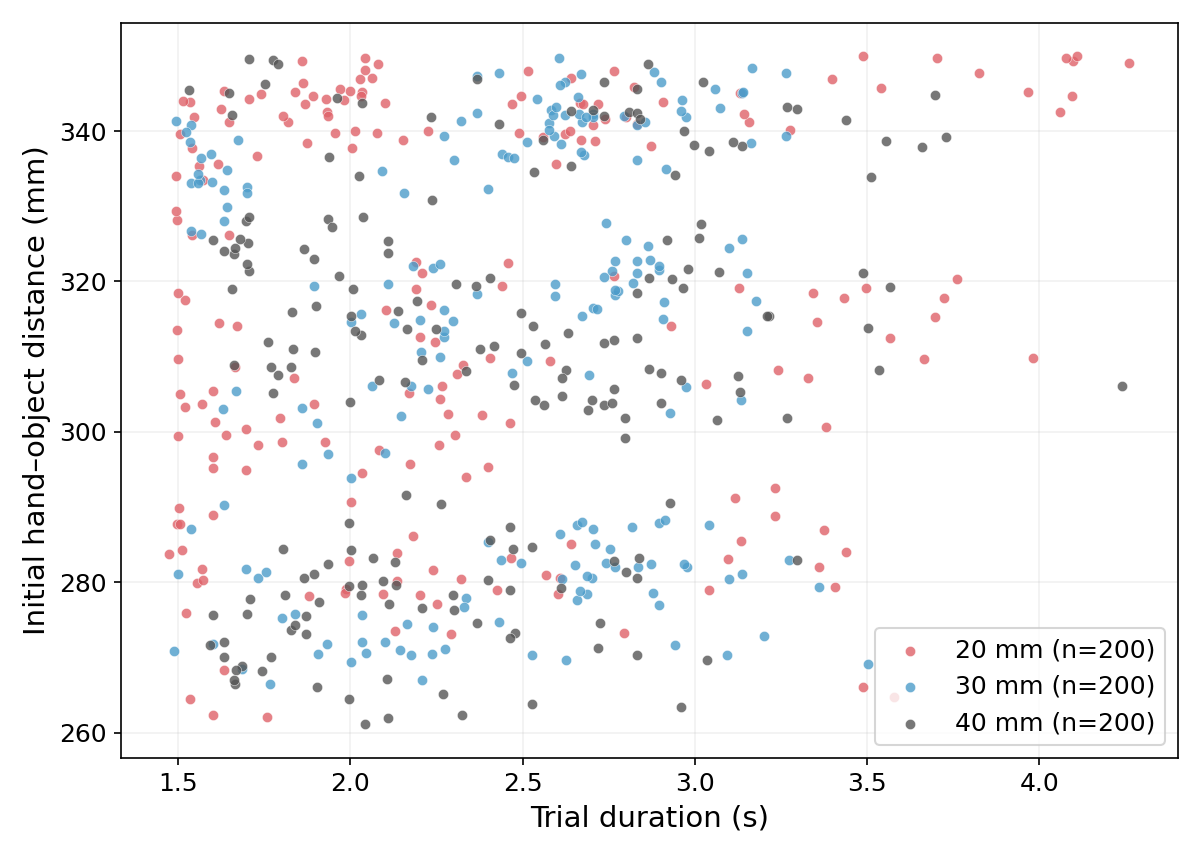 340
320
300
280
260
Initial hand–object distance (mm)
20 mm (n=200)
30 mm (n=200)
40 mm (n=200)
1.5 2.0 2.5 3.0 3.5 4.0
Trial duration (s)